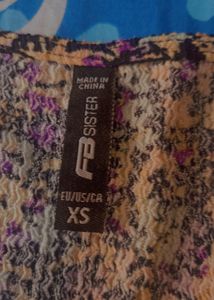 MADE IN
CHINA
FB
SISTER
EU/US/CA
XS